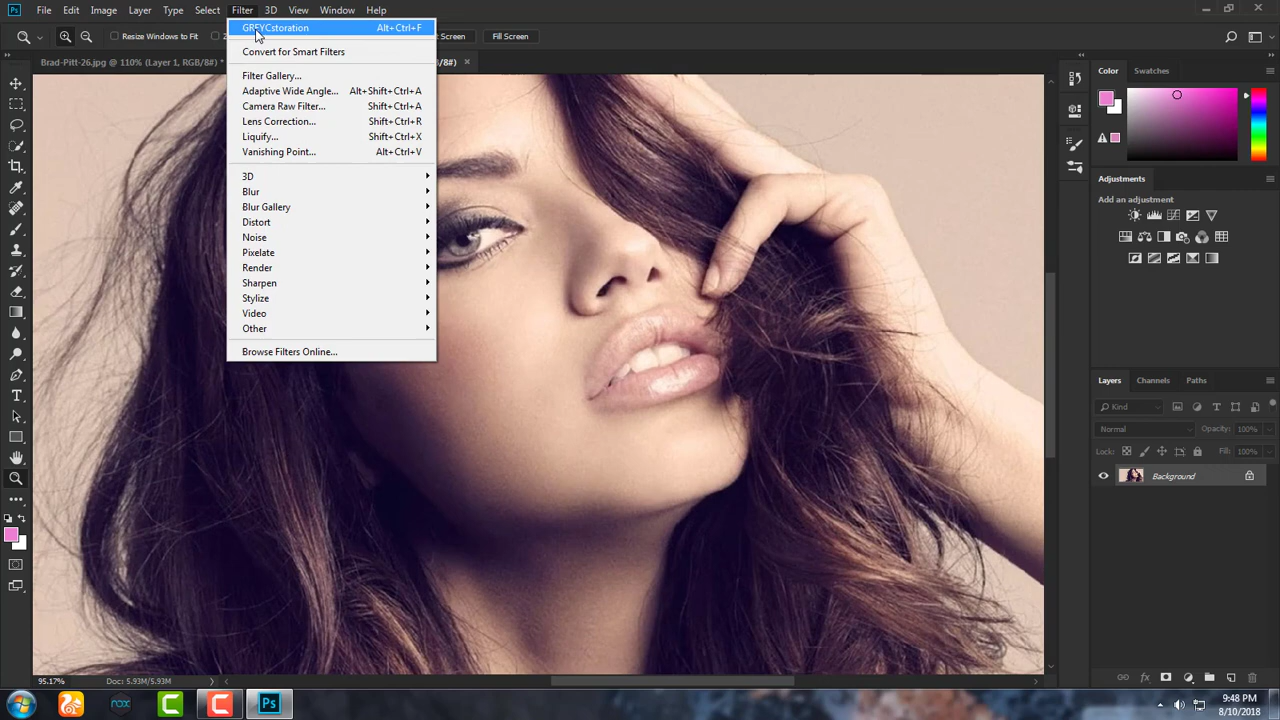 Ps File Edit Image Layer Type Select Filter 3D View Window Help
Resize Windows to Fit
Screen
Fill Screen
Brad-Pitt-26.jpg @ 110% (Layer 1, RGB/8#) *
/8#) ×
GREYCstoration Alt+Ctrl+F
Convert for Smart Filters
Filter Gallery...
Adaptive Wide Angle... Alt+Shift+Ctrl+A
Camera Raw Filter... Shift+Ctrl+A
Lens Correction... Shift+Ctrl+R
Liquify... Shift+Ctrl+X
Vanishing Point... Alt+Ctrl+V
3D
Blur
Blur Gallery
Distort
Noise
Pixelate
Render
Sharpen
Stylize
Video
Other
Browse Filters Online...
Color Swatches
Adjustments
Add an adjustment
Layers Channels Paths
Kind
Normal Opacity: 100%
Lock: Fill: 100%
Background
95.17% Doc: 5.93M/5.93M
nox
C
C
Ps
9:48 PM
8/10/2018